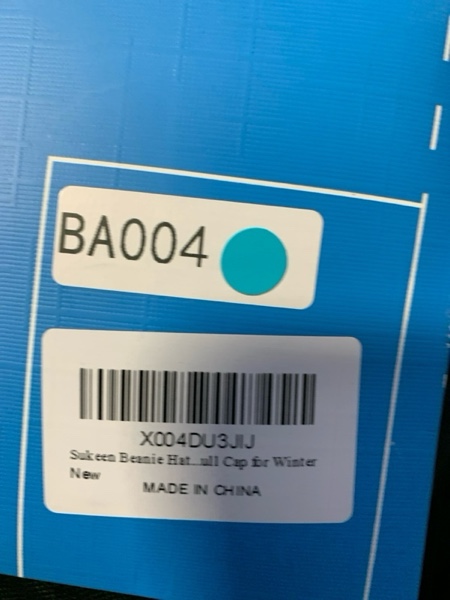 BA004
X004DU3JIJ
Sukeen Beanie Hat...ull Cap for Winter
New
MADE IN CHINA